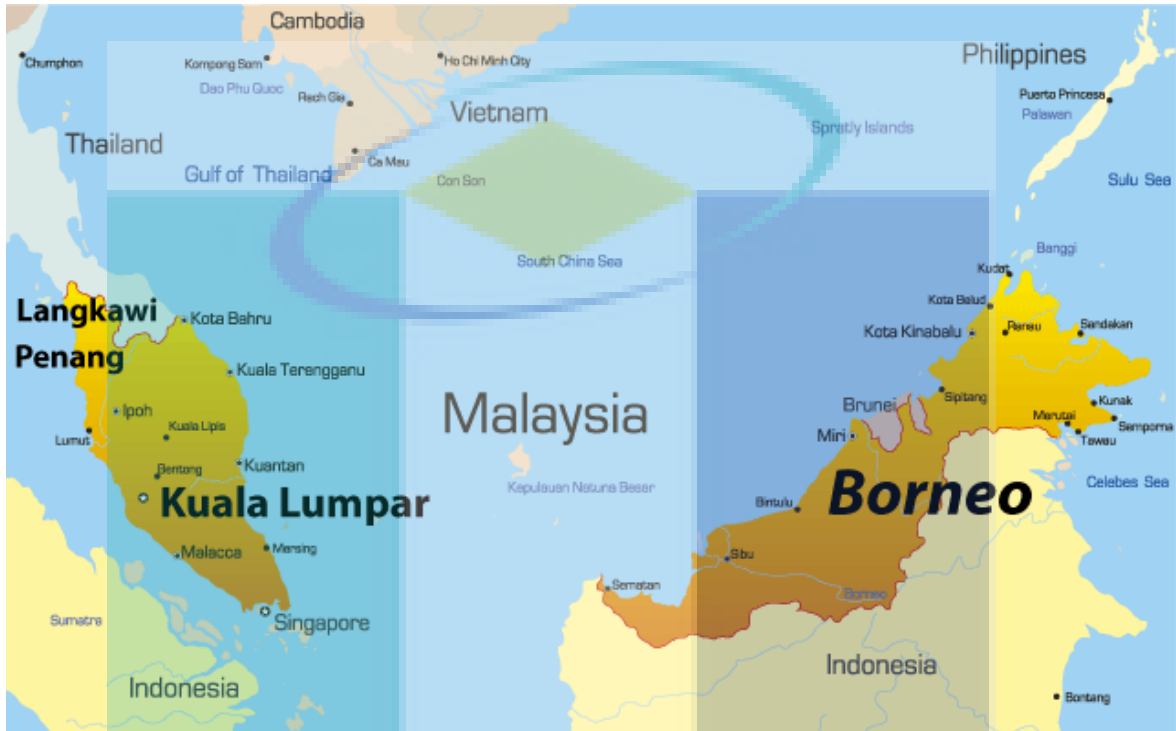 Cambodia
Philippines
Chumphon
Kompong Som
Ho Chi Minh City
Dao Phu Quoc
Rach Gia
Puerto Princesa
Palawan
Vietnam
Spratly Islands
Thailand
Ca Mau
Gulf of Thailand
Con Son
Sulu Sea
South China Sea
Banggi
Kudat
Langkawi
Kota Bahru
Kota Belud
Kota Kinabalu
Ranau
Sandakan
Penang
Kuala Terengganu
Sipitang
Kunak
Brunei
Ipoh
Malaysia
Merutai
Semporna
Lumut
Kuala Lipis
Miri
Tawau
Bentong
Kuantan
Kepulauan Natuna Besar
Borneo
Celebes Sea
Kuala Lumpar
Bintulu
Malacca
Mersing
Sibu
Sematan
Borneo
Sumatra
Singapore
Indonesia
Indonesia
Bontang